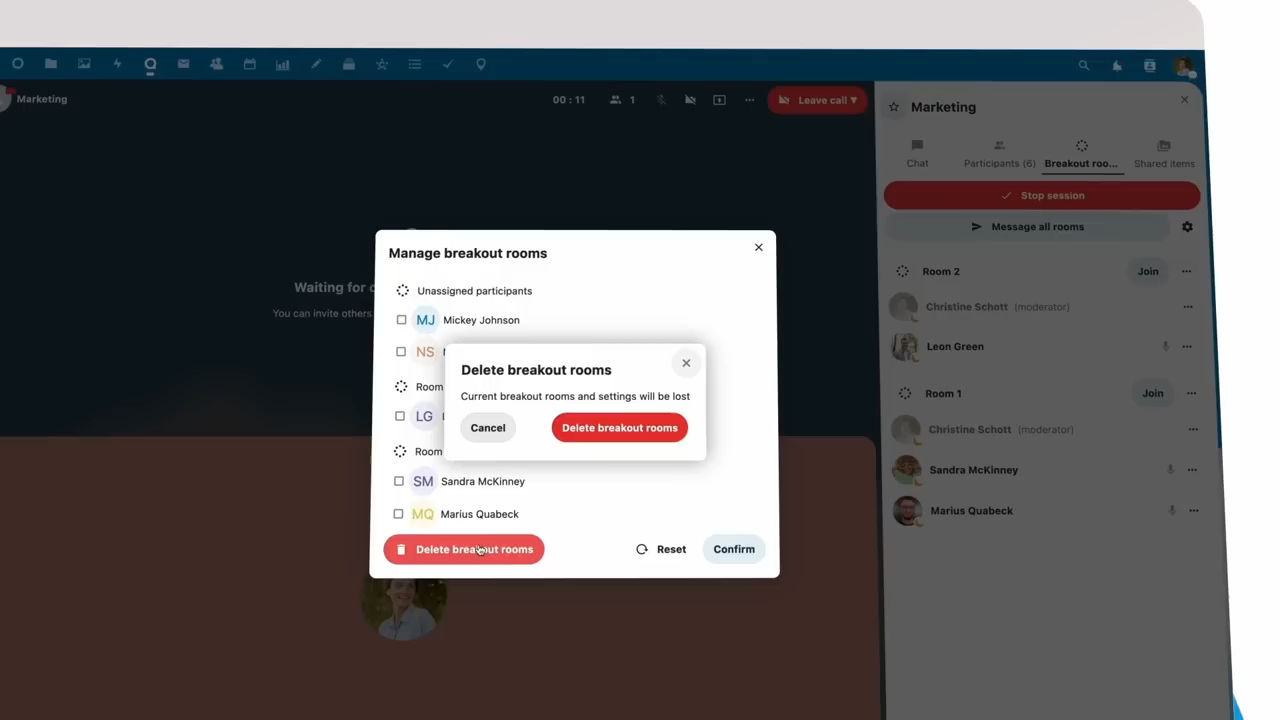 Marketing
00 : 11
1
Leave call
Marketing
Chat
Participants (6)
Breakout roo...
Shared items
Stop session
Message all rooms
Room 2
Join
Christine Schott (moderator)
Leon Green
Room 1
Join
Christine Schott (moderator)
Sandra McKinney
Marius Quabeck
Waiting for
You can invite others
Manage breakout rooms
Unassigned participants
MJ Mickey Johnson
NS
Room
LG
Room
SM Sandra McKinney
MQ Marius Quabeck
Delete breakout rooms
Reset
Confirm
Delete breakout rooms
Current breakout rooms and settings will be lost
Cancel
Delete breakout rooms